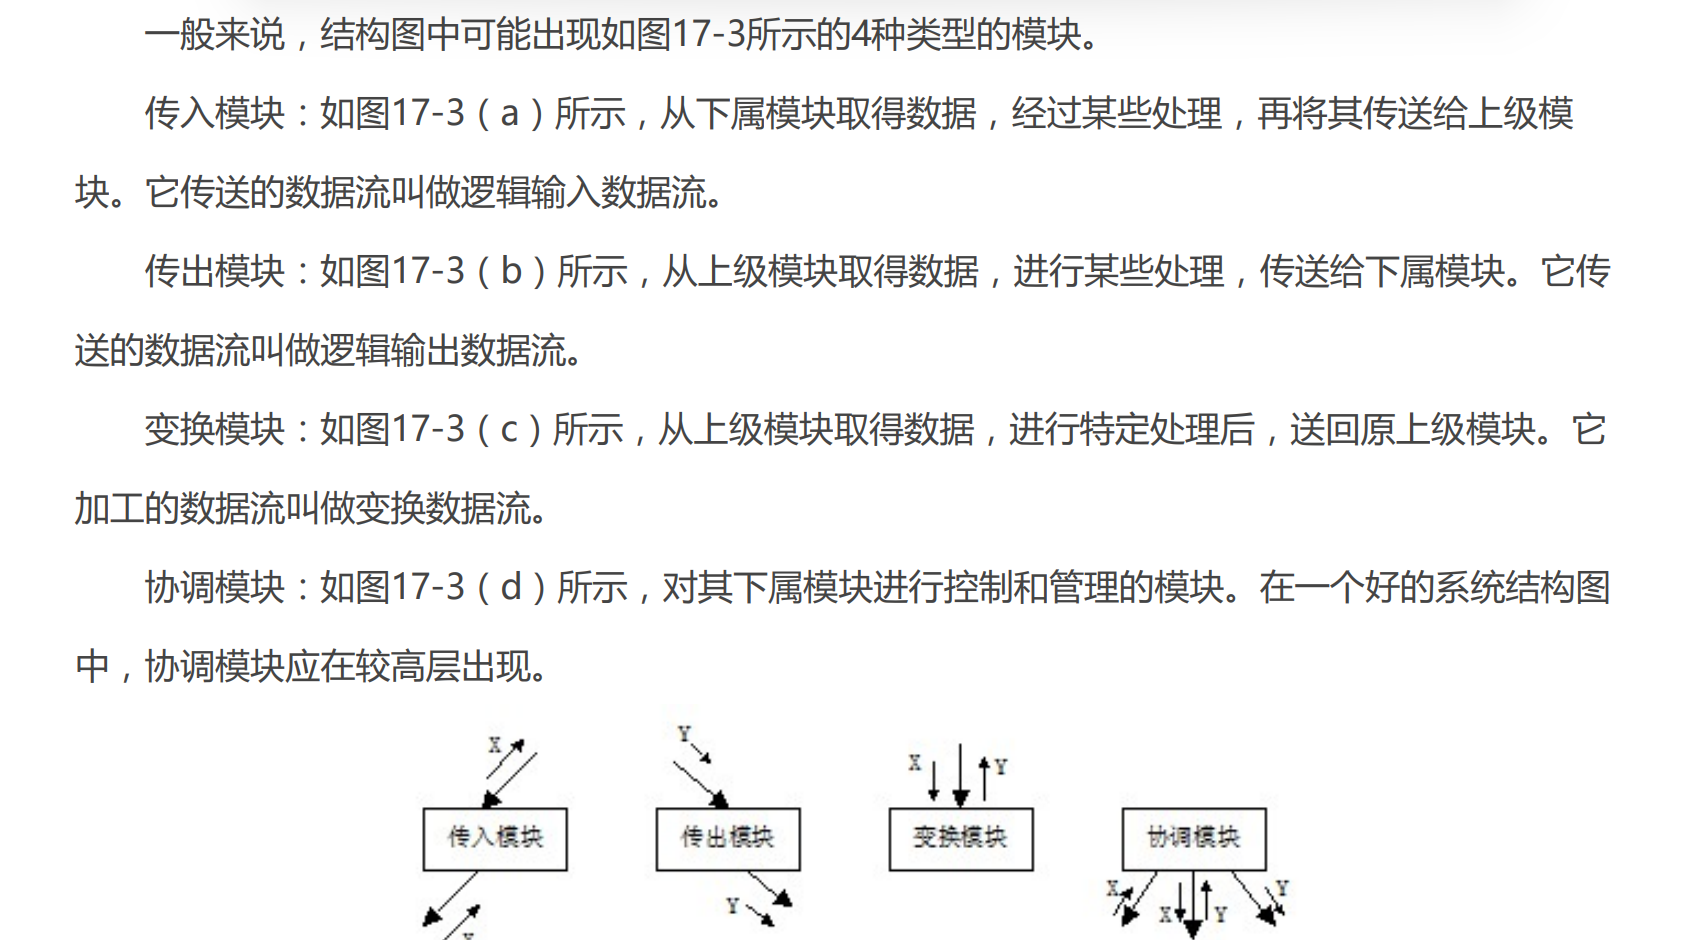 一般来说，结构图中可能出现如图17-3所示的4种类型的模块。
传入模块：如图17-3（a）所示，从下属模块取得数据，经过某些处理，再将其传送给上级模
块。它传送的数据流叫做逻辑输入数据流。
传出模块：如图17-3（b）所示，从上级模块取得数据，进行某些处理，传送给下属模块。它传
送的数据流叫做逻辑输出数据流。
变换模块：如图17-3（c）所示，从上级模块取得数据，进行特定处理后，送回原上级模块。它
加工的数据流叫做变换数据流。
协调模块：如图17-3（d）所示，对其下属模块进行控制和管理的模块。在一个好的系统结构图
中，协调模块应在较高层出现。
X Y X Y
传入模块 传出模块 变换模块 协调模块
Y X X Y Y